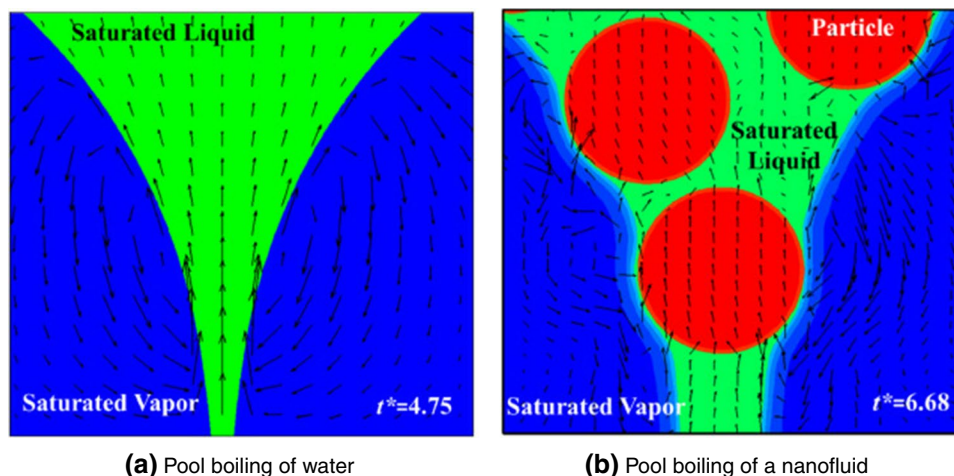 Saturated Liquid
Saturated Vapor
t*=4.75
(a) Pool boiling of water
Particle
Saturated
Liquid
Saturated Vapor
t*=6.68
(b) Pool boiling of a nanofluid